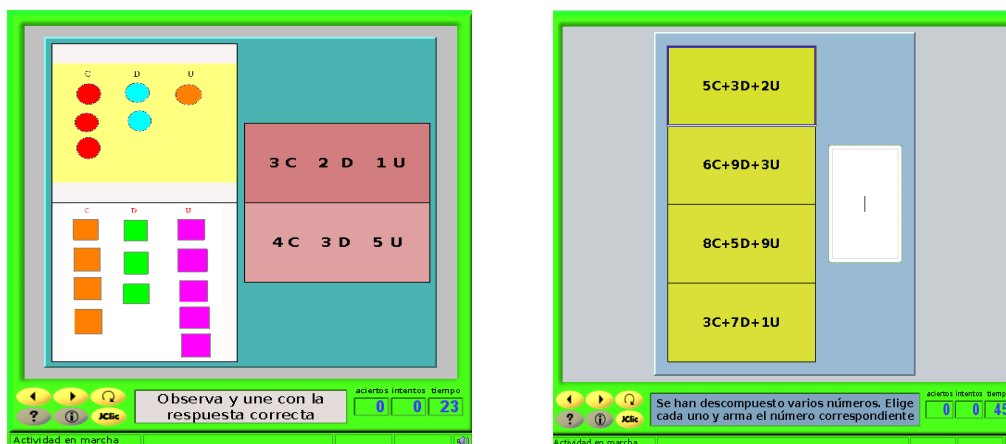 C D U
3 C 2 D 1 U
C D U
4 C 3 D 5 U
Observa y une con la
respuesta correcta
aciertos intentos tiempo
0 0 23
? i JClic
Actividad en marcha
5C+3D+2U
6C+9D+3U
8C+5D+9U
3C+7D+1U
Se han descompuesto varios números. Elige
cada uno y arma el número correspondiente
aciertos intentos tiempo
0 0
? i JClic
Actividad en marcha